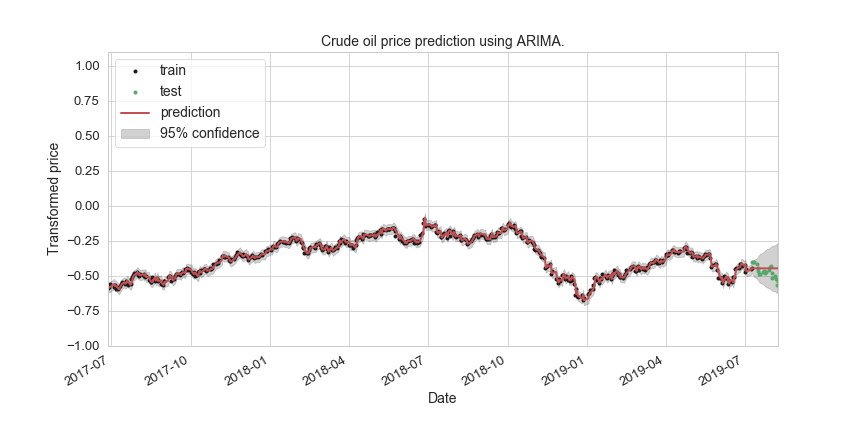 Crude oil price prediction using ARIMA.
train
test
prediction
95% confidence
Transformed price
1.00
0.75
0.50
0.25
0.00
−0.25
−0.50
−0.75
−1.00
2017-07
2017-10
2018-01
2018-04
2018-07
2018-10
2019-01
2019-04
2019-07
Date